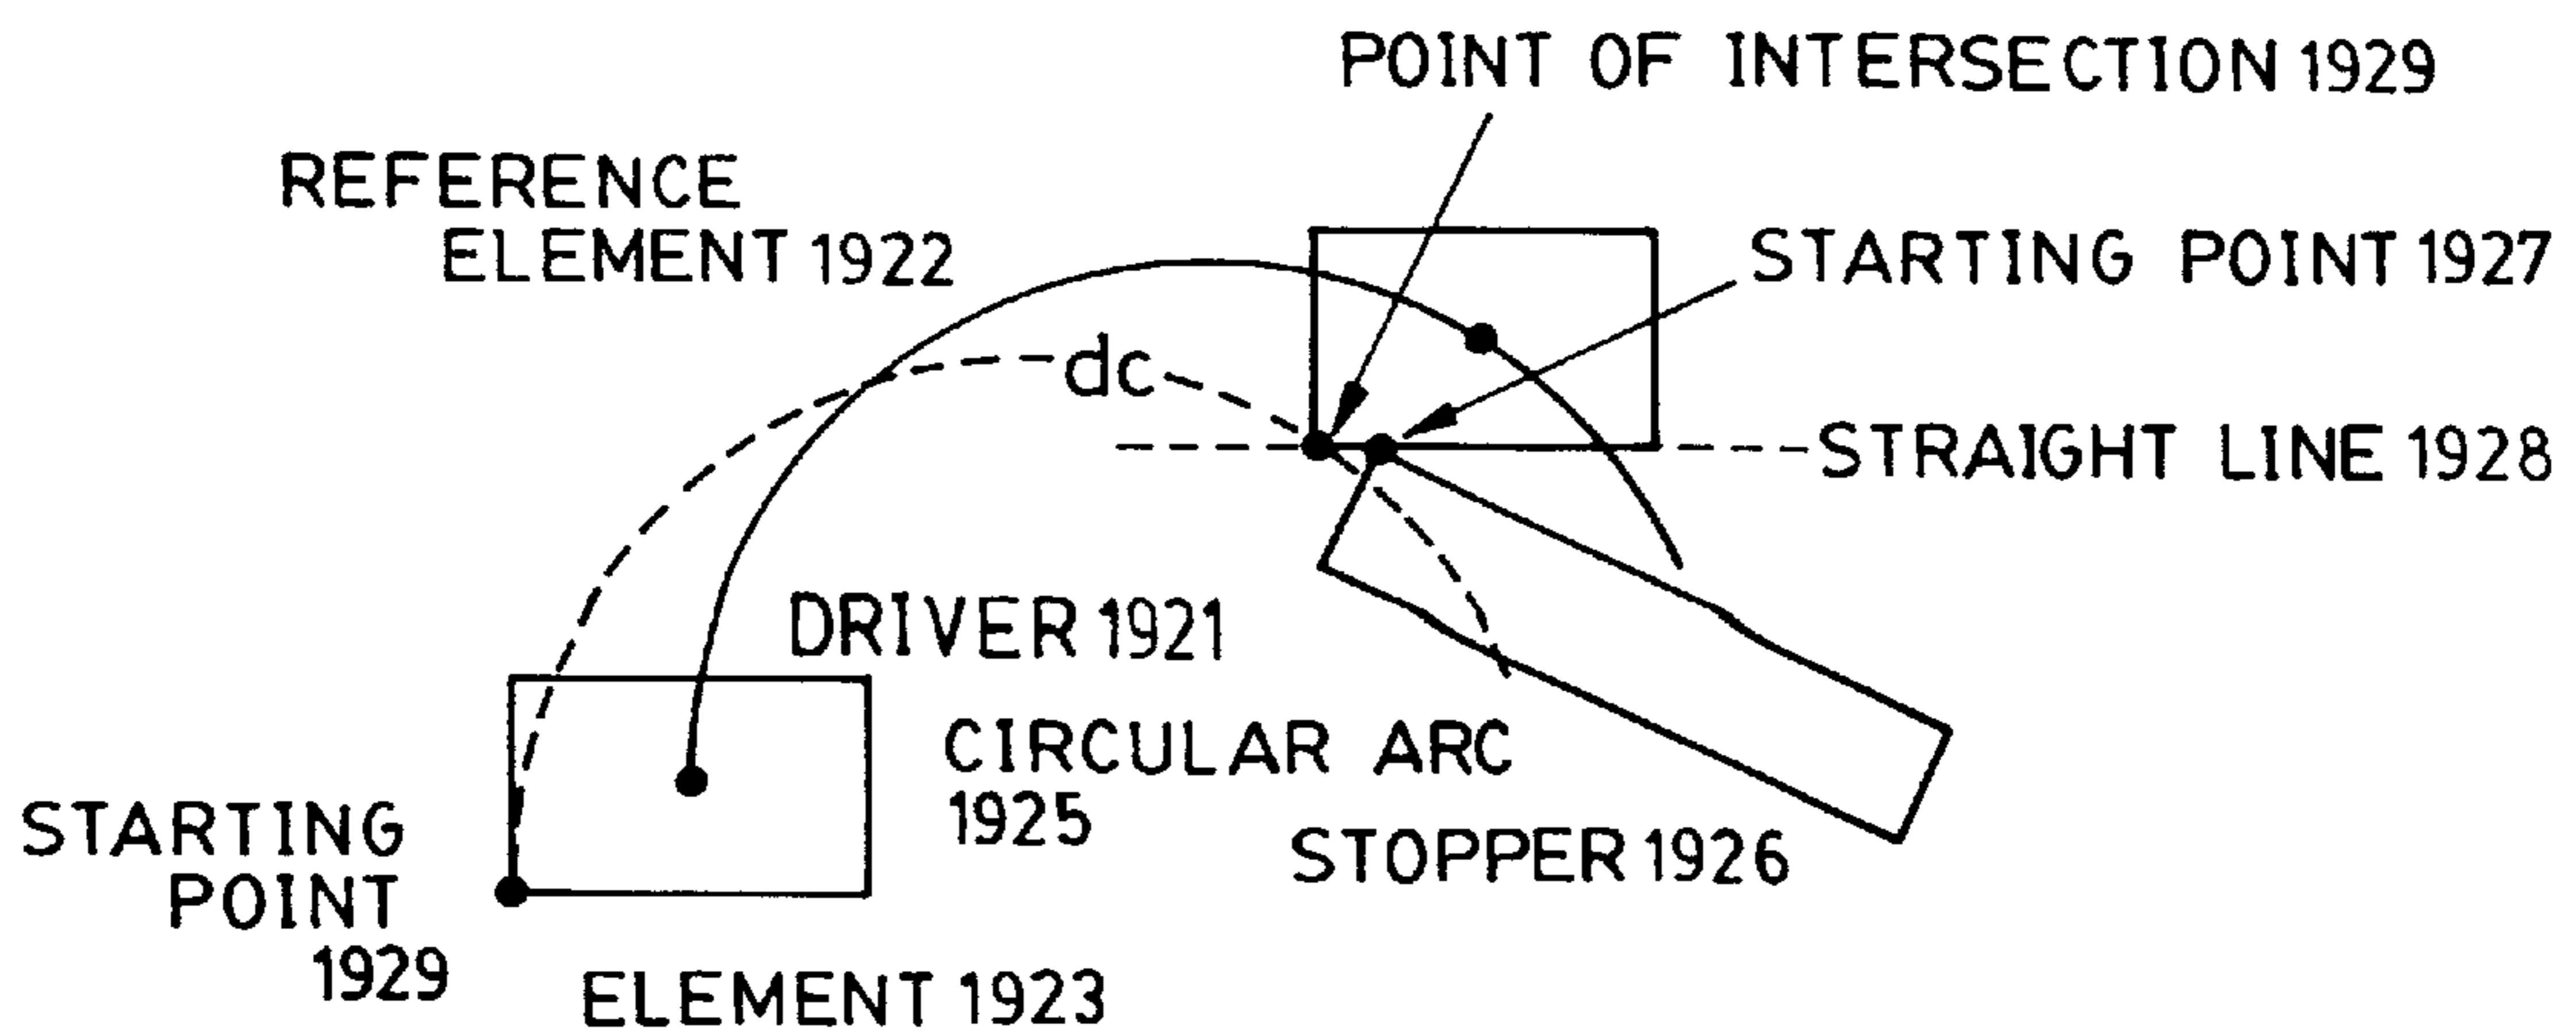 POINT OF INTERSECTION 1929
REFERENCE
ELEMENT 1922
STARTING POINT 1927
dc
STRAIGHT LINE 1928
DRIVER 1921
CIRCULAR ARC
1925
STOPPER 1926
STARTING
POINT
1929
ELEMENT 1923